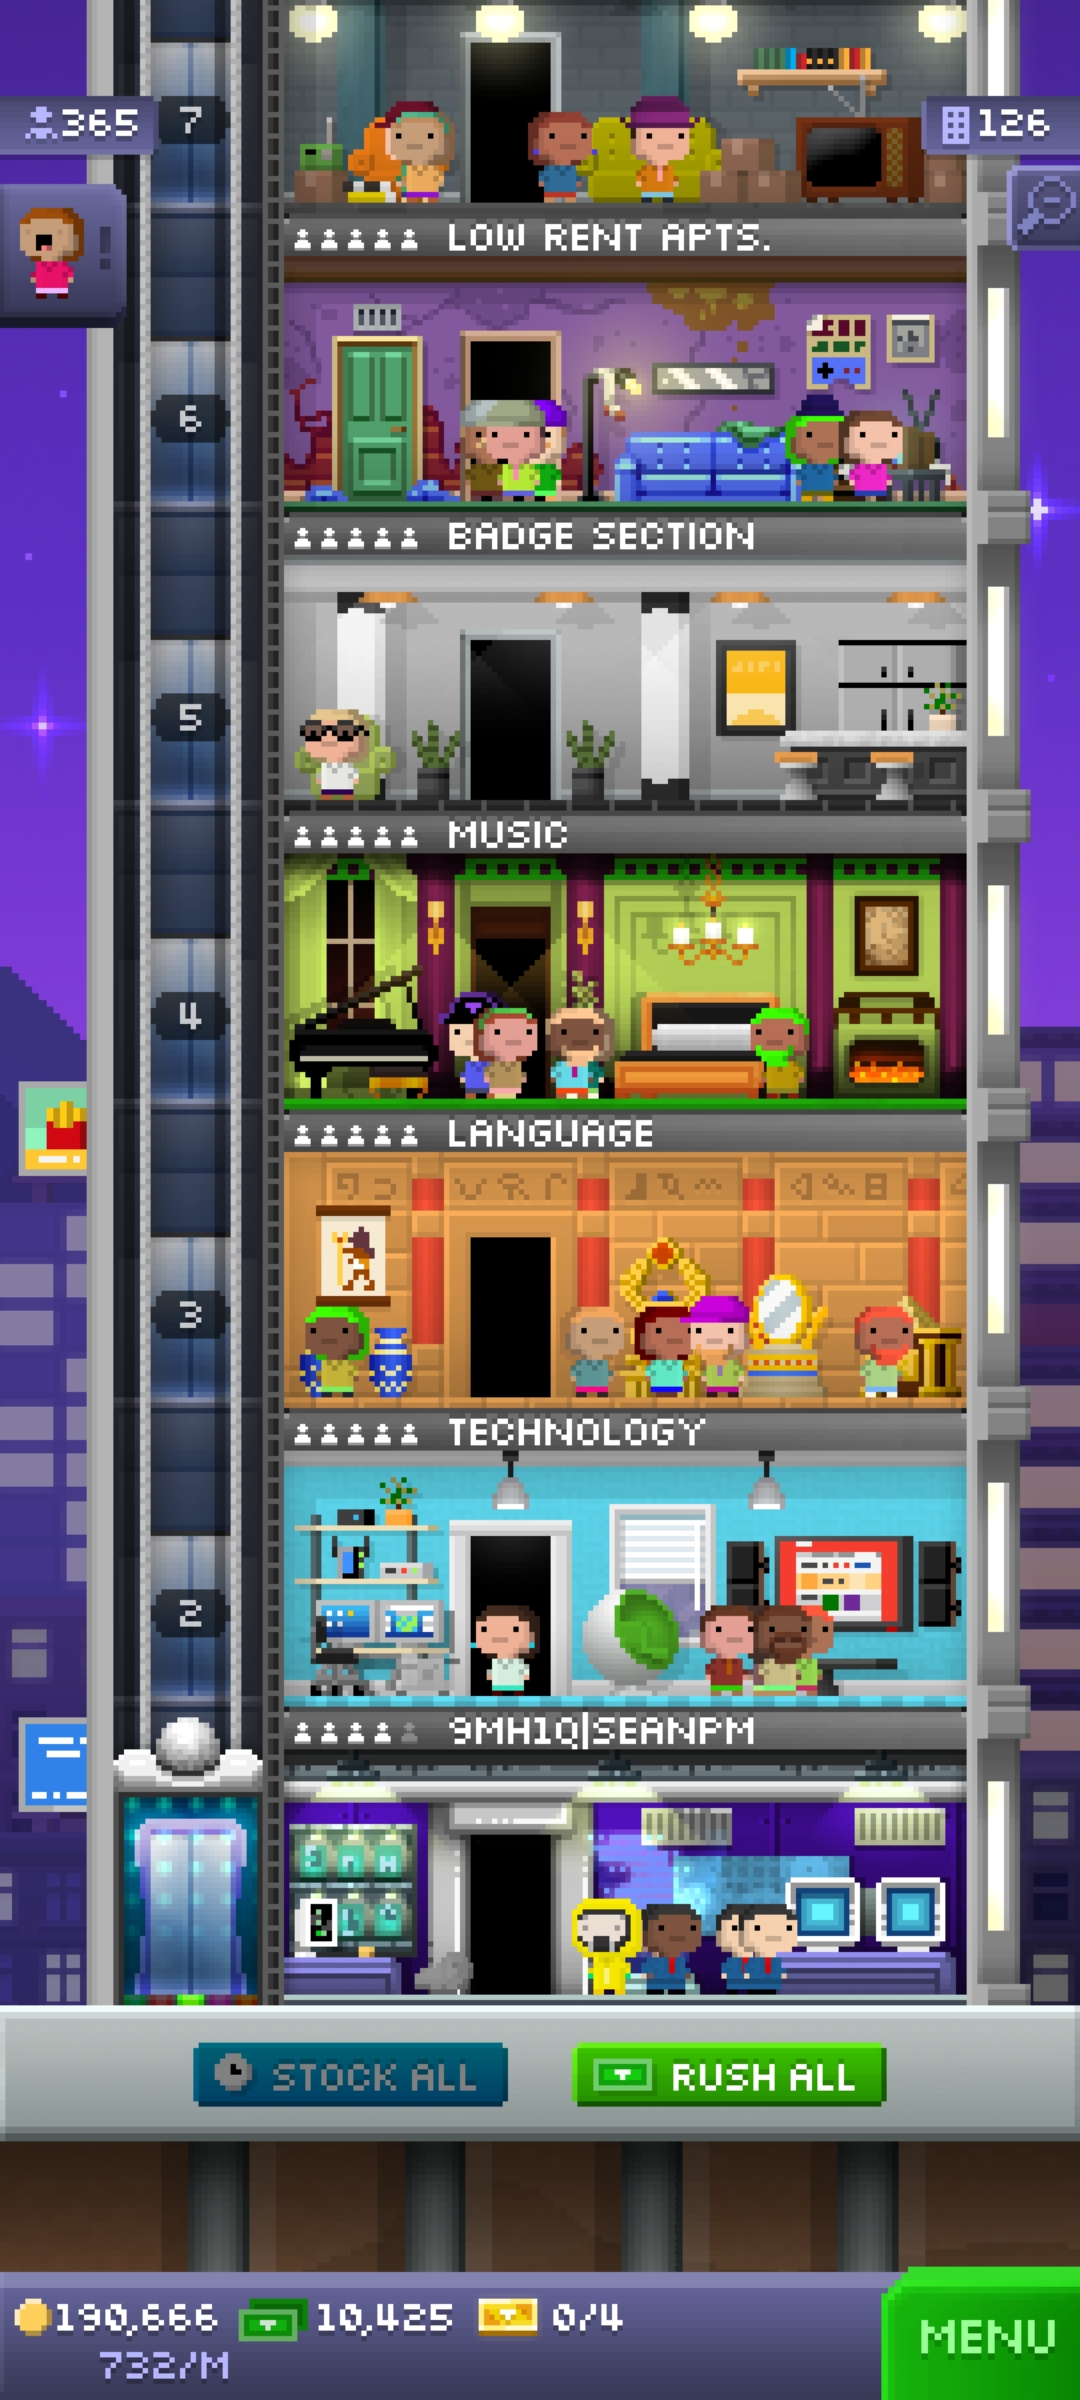 7
365
126
LOW RENT APTS.
6
BADGE SECTION
5
MUSIC
4
LANGUAGE
3
TECHNOLOGY
2
9MH1Q|SEANPM
STOCK ALL
RUSH ALL
190,666
10,425
0/4
732/M
MENU